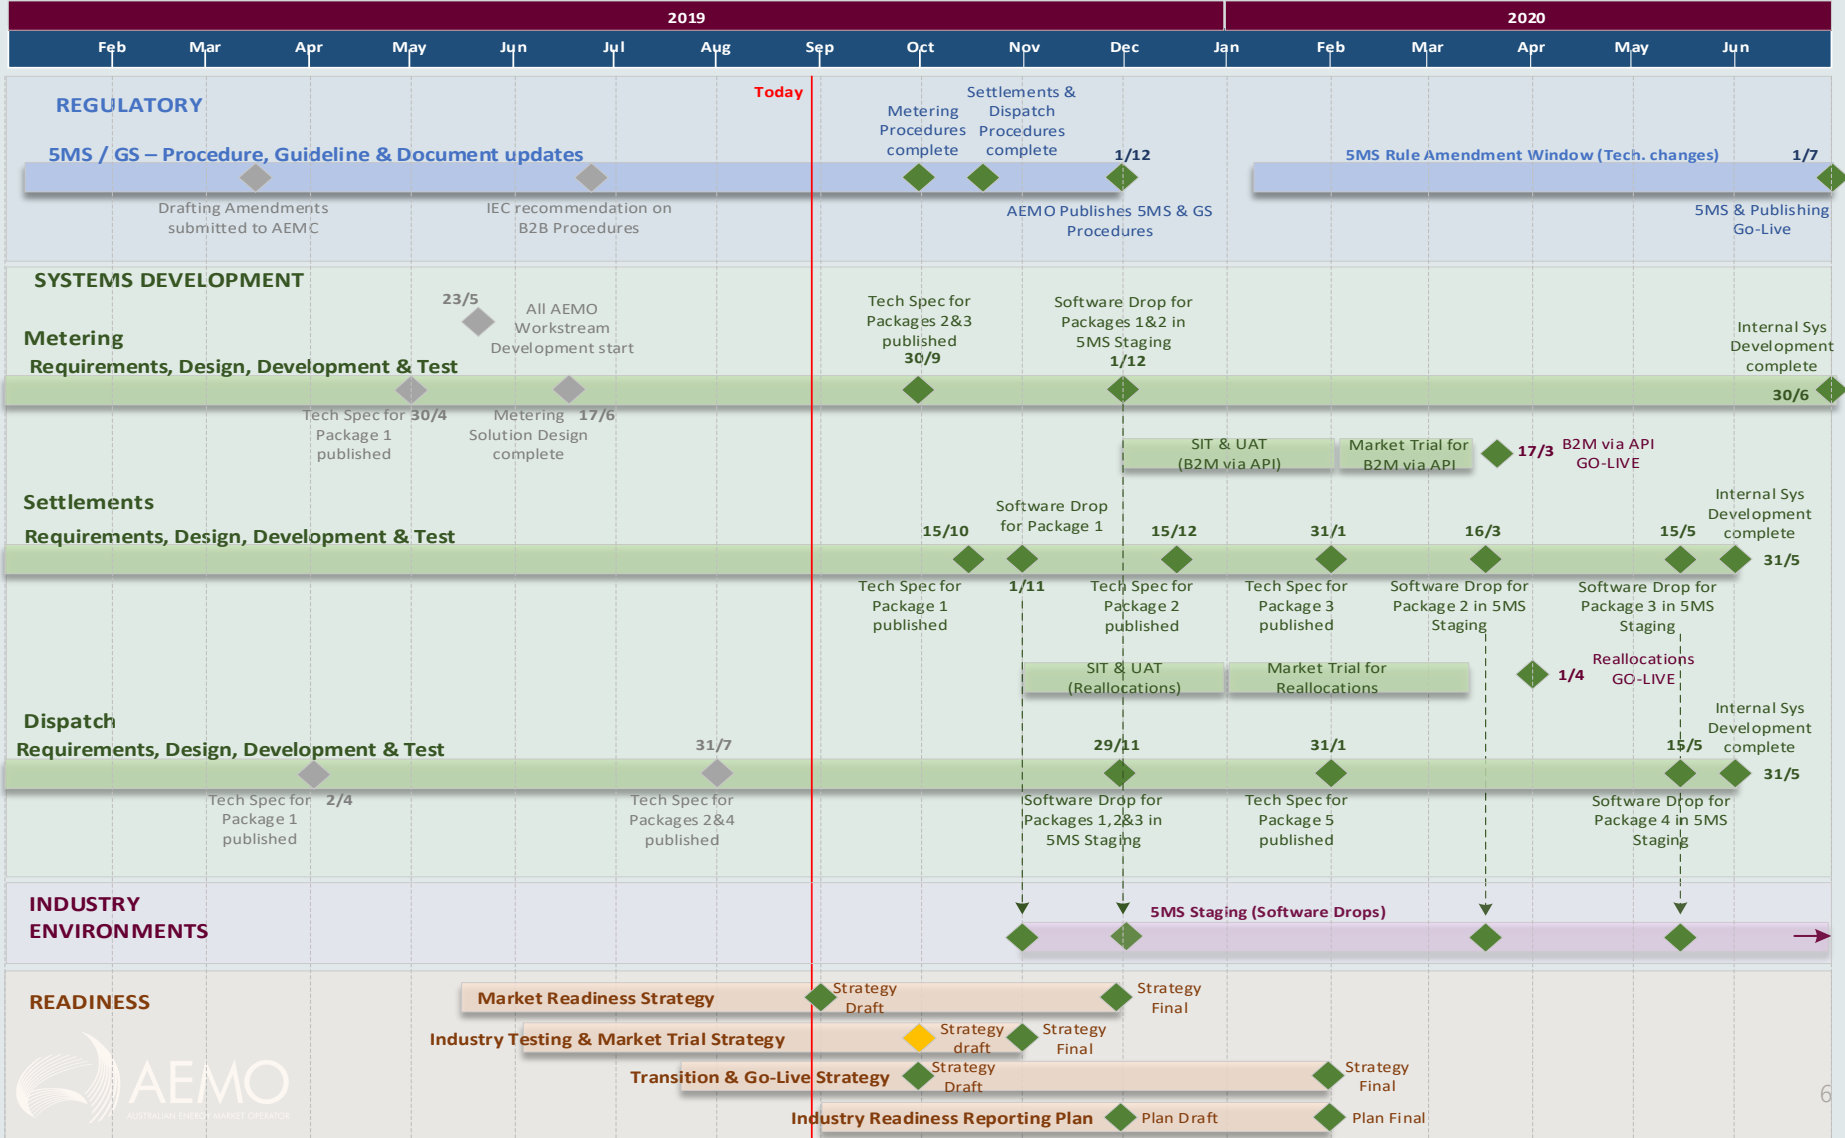 2019
2020
Feb Mar Apr May Jun Jul Aug Sep Oct Nov Dec Jan Feb Mar Apr May Jun
Today
REGULATORY
5MS / GS – Procedure, Guideline & Document updates
Metering
Procedures
complete
Settlements &
Dispatch
Procedures
complete
1/12
5MS Rule Amendment Window (Tech. changes)
1/7
Drafting Amendments
submitted to AEMC
IEC recommendation on
B2B Procedures
AEMO Publishes 5MS & GS
Procedures
5MS & Publishing
Go-Live
SYSTEMS DEVELOPMENT
Metering
Requirements, Design, Development & Test
23/5
All AEMO
Workstream
Development start
Tech Spec for
Packages 2&3
published
30/9
Software Drop for
Packages 1&2 in
5MS Staging
1/12
Internal Sys
Development
complete
30/6
Tech Spec for 30/4
Package 1
published
Metering 17/6
Solution Design
complete
SIT & UAT
(B2M via API)
Market Trial for
B2M via API
17/3
B2M via API
GO-LIVE
Settlements
Requirements, Design, Development & Test
15/10
Software Drop
for Package 1
15/12
31/1
16/3
15/5
Internal Sys
Development
complete
31/5
Tech Spec for
Package 1
published
1/11
Tech Spec for
Package 2
published
Tech Spec for
Package 3
published
Software Drop for
Package 2 in 5MS
Staging
Software Drop for
Package 3 in 5MS
Staging
SIT & UAT
(Reallocations)
Market Trial for
Reallocations
1/4
Reallocations
GO-LIVE
Dispatch
Requirements, Design, Development & Test
31/7
29/11
31/1
15/5
Internal Sys
Development
complete
31/5
Tech Spec for 2/4
Package 1
published
Tech Spec for
Packages 2&4
published
Software Drop for
Packages 1,2&3 in
5MS Staging
Tech Spec for
Package 5
published
Software Drop for
Package 4 in 5MS
Staging
INDUSTRY
ENVIRONMENTS
5MS Staging (Software Drops)
READINESS
Market Readiness Strategy
Strategy
Draft
Strategy
Final
Industry Testing & Market Trial Strategy
Strategy
draft
Strategy
Final
Transition & Go-Live Strategy
Strategy
Draft
Strategy
Final
Industry Readiness Reporting Plan
Plan Draft
Plan Final
AEMO
AUSTRALIAN ENERGY MARKET OPERATOR
6